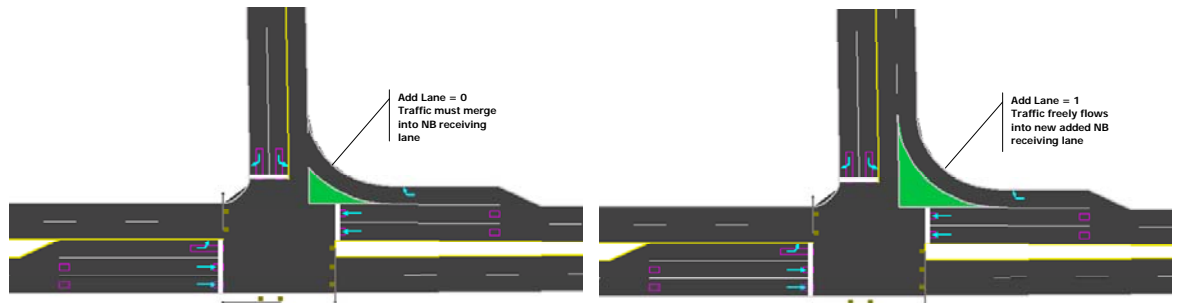 Add Lane = 0
Traffic must merge
into NB receiving
lane
Add Lane = 1
Traffic freely flows
into new added NB
receiving lane